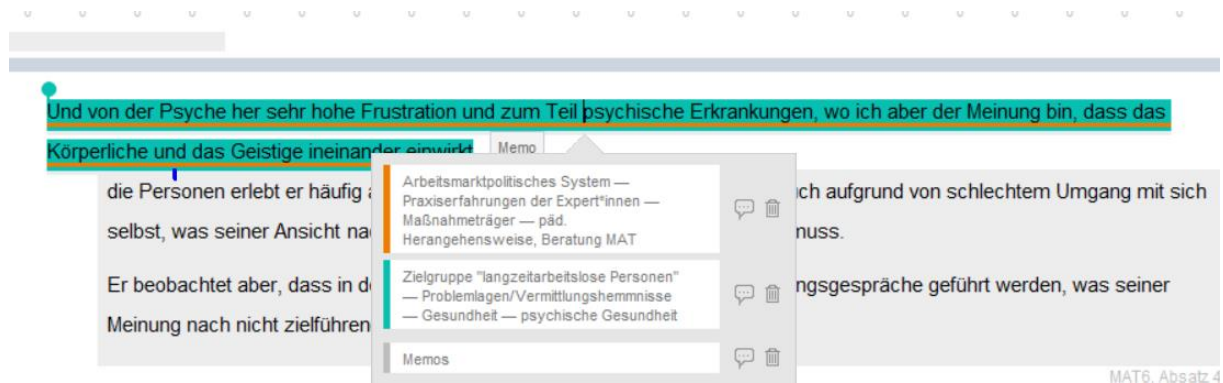 Und von der Psyche her sehr hohe Frustration und zum Teil psychische Erkrankungen, wo ich aber der Meinung bin, dass das
Körperliche und das Geistige ineinander einwirkt
Memo
die Personen erlebt er häufig
ch aufgrund von schlechtem Umgang mit sich
selbst, was seiner Ansicht na
nuss.
Er beobachtet aber, dass in d
ngsgespräche geführt werden, was seiner
Meinung nach nicht zielführen
Arbeitsmarktpolitisches System —
Praxiserfahrungen der Expert*innen —
Maßnahmeträger — päd.
Herangehensweise, Beratung MAT
Zielgruppe "langzeitarbeitslose Personen"
— Problemlagen/Vermittlungshemmnisse
— Gesundheit — psychische Gesundheit
Memos
MAT6, Absatz 4